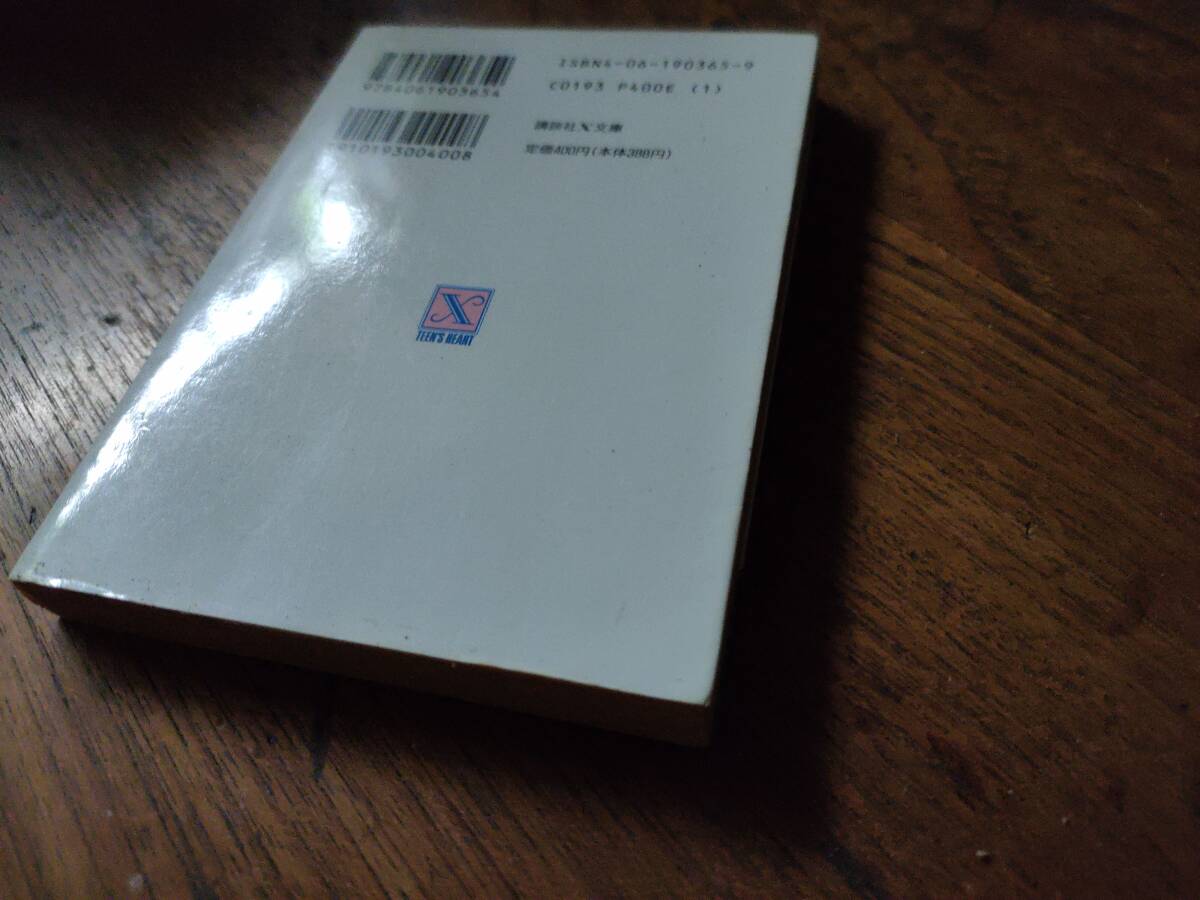 9784061903654
ISBN4-06-190365-9
C0193 P400E (1)
910193004008
講談社X文庫
定価400円(本体388円)
X
TEEN'S HEART